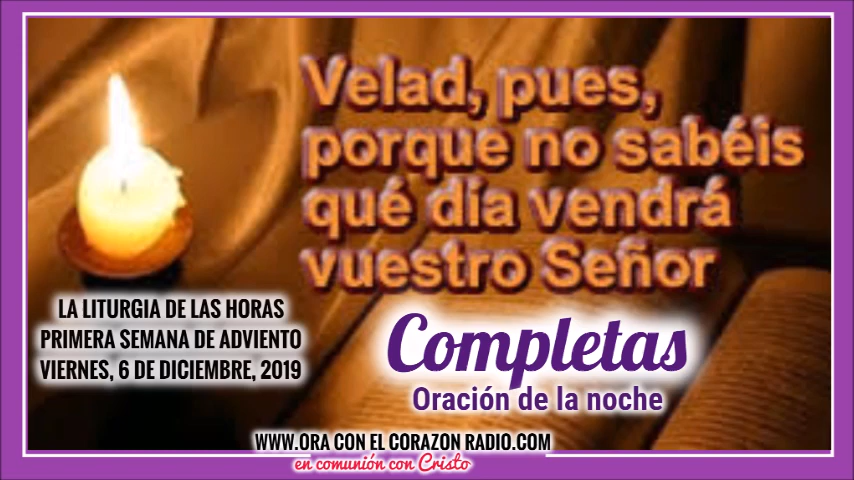 Velad, pues,
porque no sabéis
qué día vendrá
vuestro Señor
LA LITURGIA DE LAS HORAS
PRIMERA SEMANA DE ADVIENTO
VIERNES, 6 DE DICIEMBRE, 2019
Completas
Oración de la noche
WWW.ORA CON EL CORAZON RADIO.COM
en comunión con Cristo